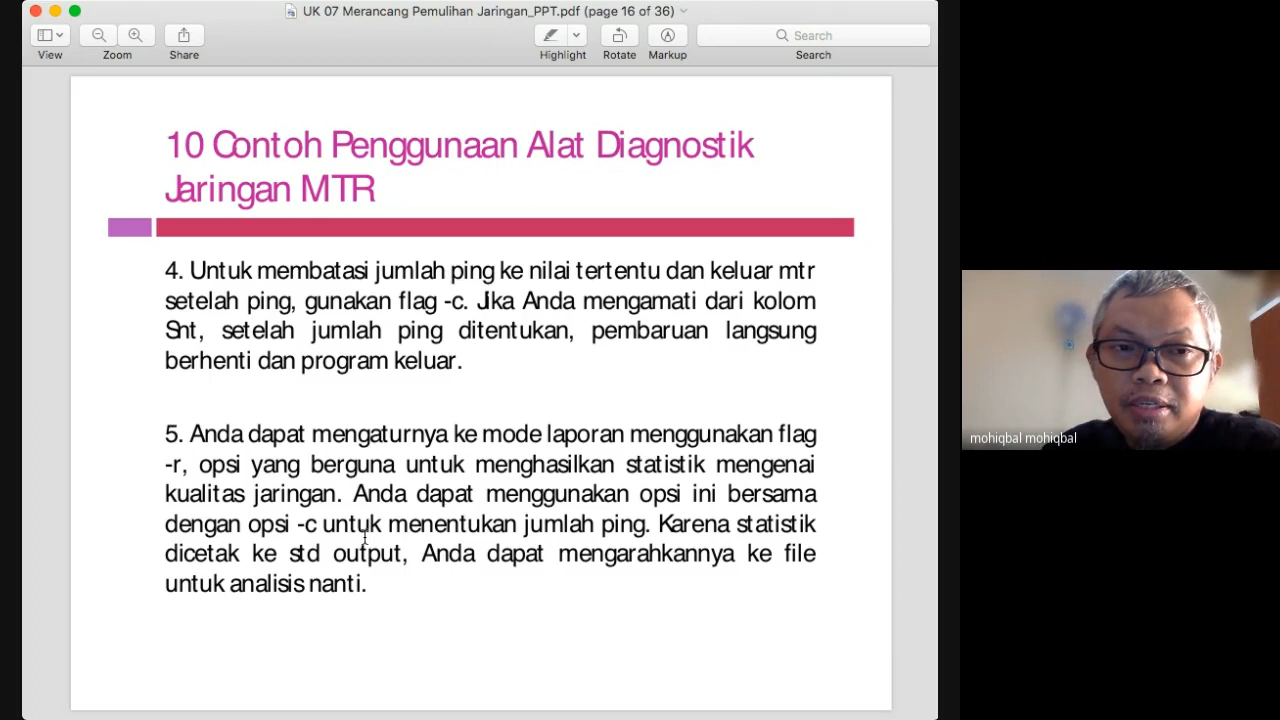 UK 07 Merancang Pemulihan Jaringan_PPT.pdf (page 16 of 36)
View
Zoom
Share
Highlight
Rotate
Markup
Search
Search
10 Contoh Penggunaan Alat Diagnostik
Jaringan MTR
4. Untuk membatasi jumlah ping ke nilai tertentu dan keluar mtr
setelah ping, gunakan flag -c. Jika Anda mengamati dari kolom
Snt, setelah jumlah ping ditentukan, pembaruan langsung
berhenti dan program keluar.
5. Anda dapat mengaturnya ke mode laporan menggunakan flag
-r, opsi yang berguna untuk menghasilkan statistik mengenai
kualitas jaringan. Anda dapat menggunakan opsi ini bersama
dengan opsi -c untuk menentukan jumlah ping. Karena statistik
dicetak ke std output, Anda dapat mengarahkannya ke file
untuk analisis nanti.
mohiqbal mohiqbal